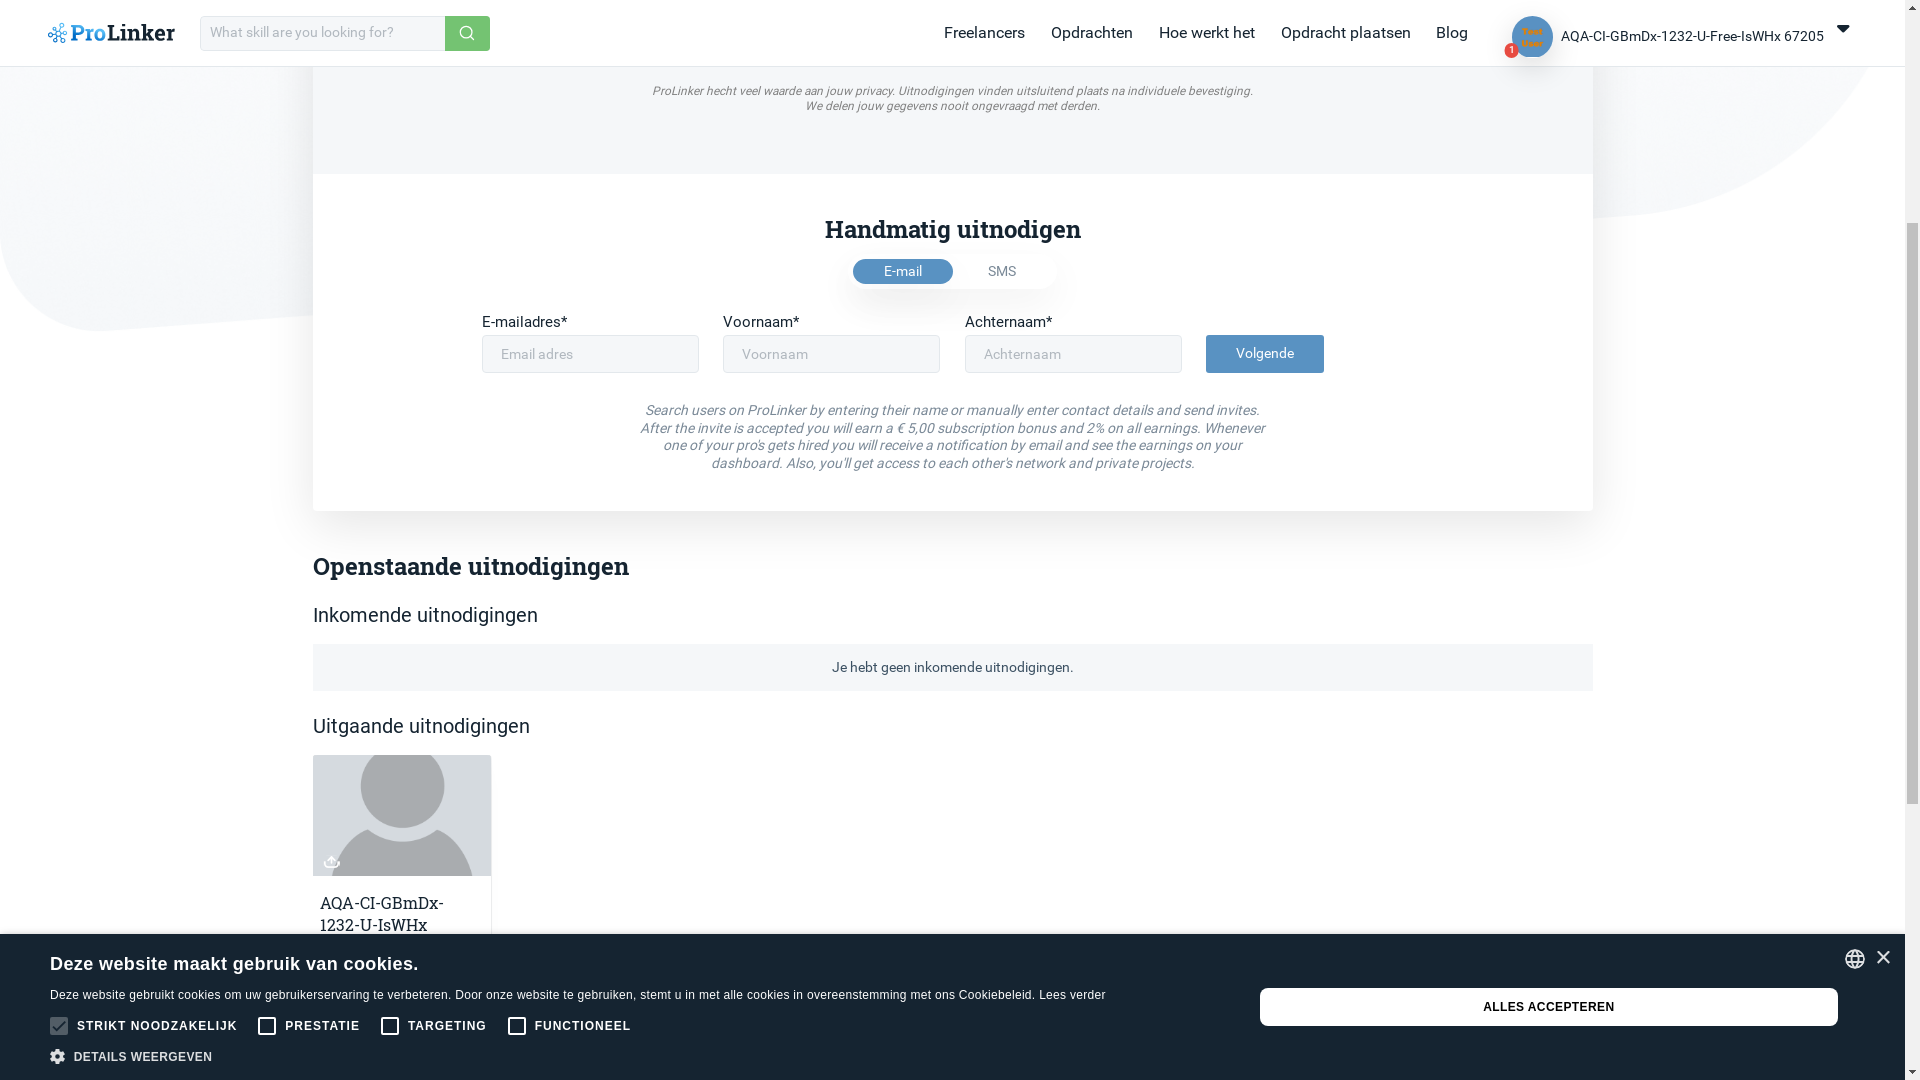 ProLinker
What skill are you looking for?
Freelancers
Opdrachten
Hoe werkt het
Opdracht plaatsen
Blog
Test
User
1
AQA-CI-GBmDx-1232-U-Free-IsWHx 67205
ProLinker hecht veel waarde aan jouw privacy. Uitnodigingen vinden uitsluitend plaats na individuele bevestiging.
We delen jouw gegevens nooit ongevraagd met derden.
Handmatig uitnodigen
E-mail
SMS
E-mailadres*
Voornaam*
Achternaam*
Email adres
Voornaam
Achternaam
Volgende
Search users on ProLinker by entering their name or manually enter contact details and send invites.
After the invite is accepted you will earn a € 5,00 subscription bonus and 2% on all earnings. Whenever
one of your pro's gets hired you will receive a notification by email and see the earnings on your
dashboard. Also, you'll get access to each other's network and private projects.
Openstaande uitnodigingen
Inkomende uitnodigingen
Je hebt geen inkomende uitnodigingen.
Uitgaande uitnodigingen
AQA-CI-GBmDx-
1232-U-IsWHx
Deze website maakt gebruik van cookies.
Deze website gebruikt cookies om uw gebruikerservaring te verbeteren. Door onze website te gebruiken, stemt u in met alle cookies in overeenstemming met ons Cookiebeleid. Lees verder
STRIKT NOODZAKELIJK
PRESTATIE
TARGETING
FUNCTIONEEL
DETAILS WEERGEVEN
ALLES ACCEPTEREN